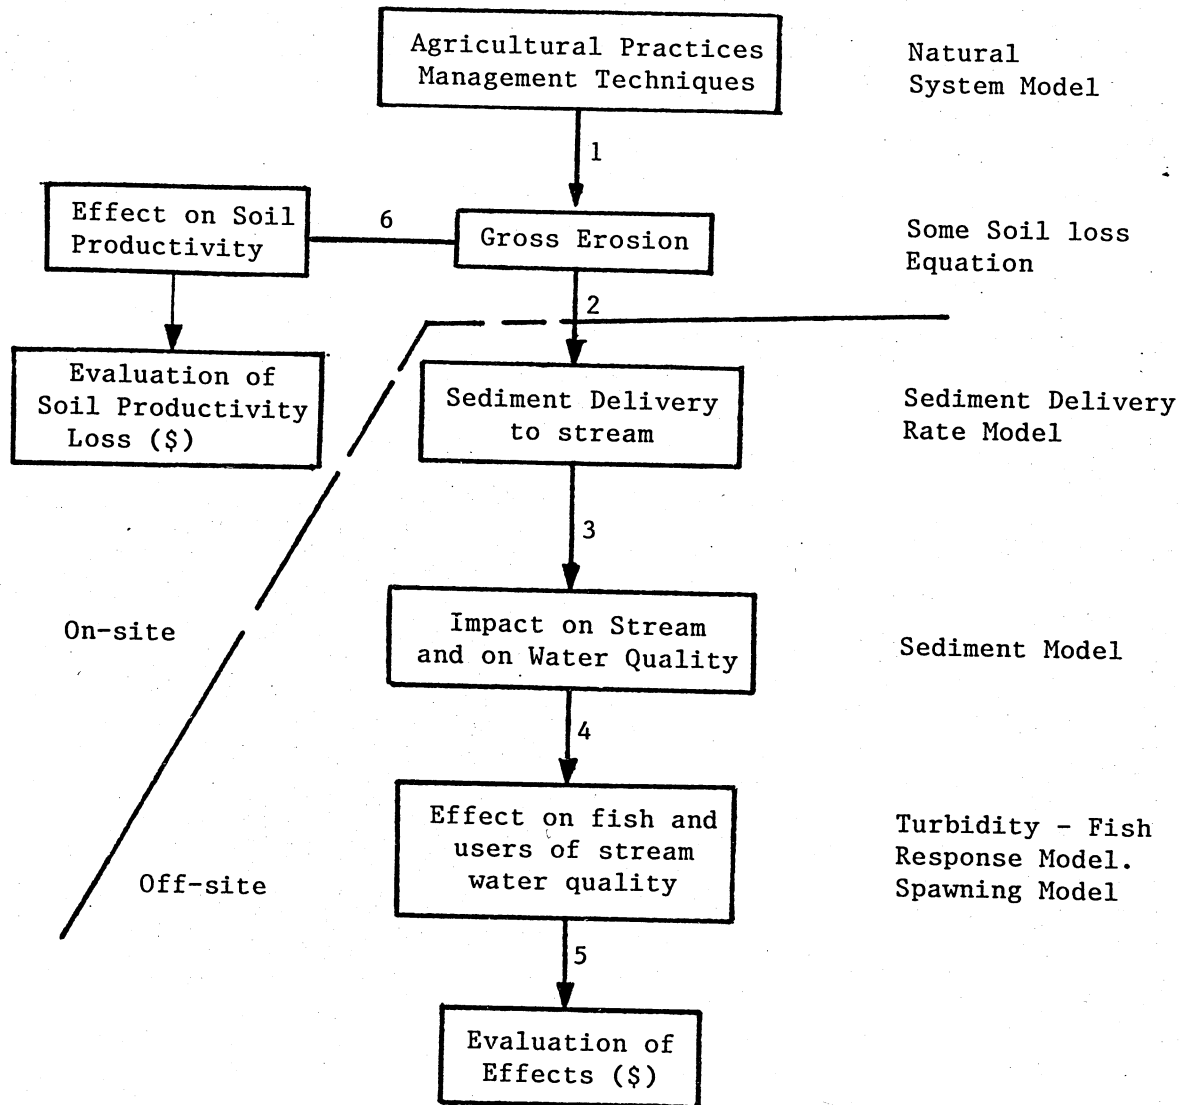 Agricultural Practices
Management Techniques
Natural
System Model
1
Effect on Soil
Productivity
6
Gross Erosion
Some Soil loss
Equation
2
Evaluation of
Soil Productivity
Loss ($)
Sediment Delivery
to stream
Sediment Delivery
Rate Model
3
On-site
Impact on Stream
and on Water Quality
Sediment Model
4
Effect on fish and
users of stream
water quality
Turbidity - Fish
Response Model.
Spawning Model
Off-site
5
Evaluation of
Effects ($)